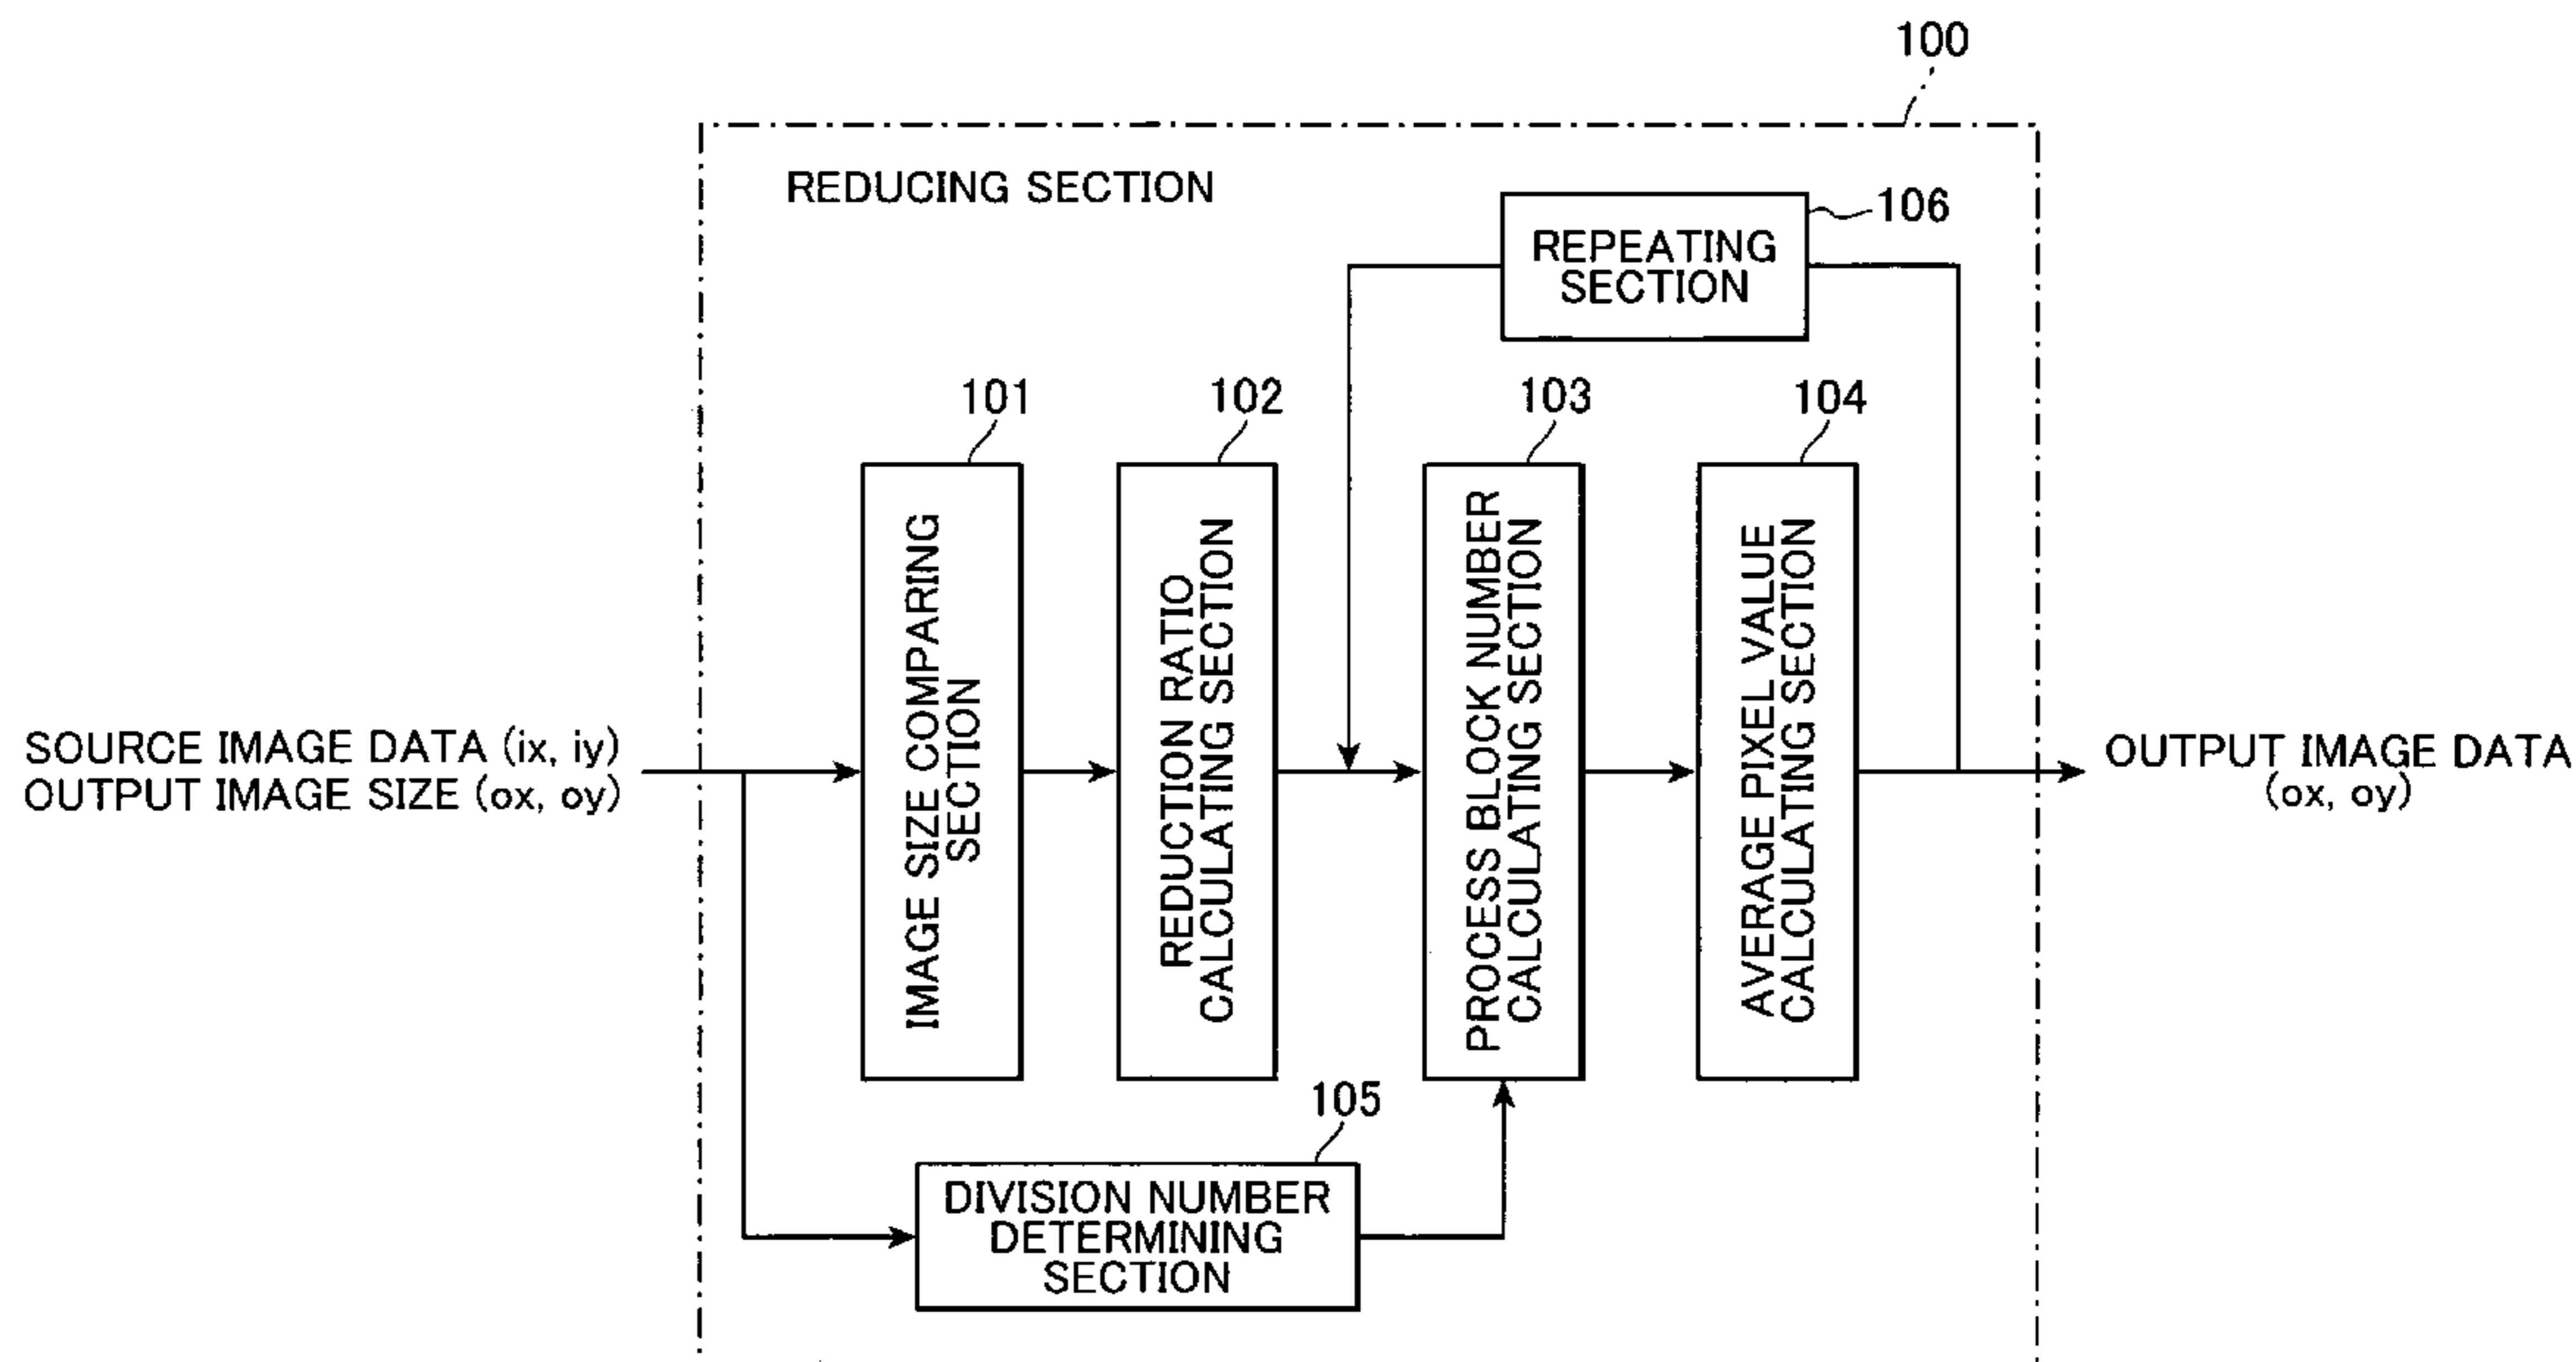 100
REDUCING SECTION
106
REPEATING
SECTION
101
102
103
104
IMAGE SIZE COMPARING
SECTION
REDUCTION RATIO
CALCULATING SECTION
PROCESS BLOCK NUMBER
CALCULATING SECTION
AVERAGE PIXEL VALUE
CALCULATING SECTION
SOURCE IMAGE DATA (ix, iy)
OUTPUT IMAGE SIZE (ox, oy)
OUTPUT IMAGE DATA
(ox, oy)
105
DIVISION NUMBER
DETERMINING
SECTION